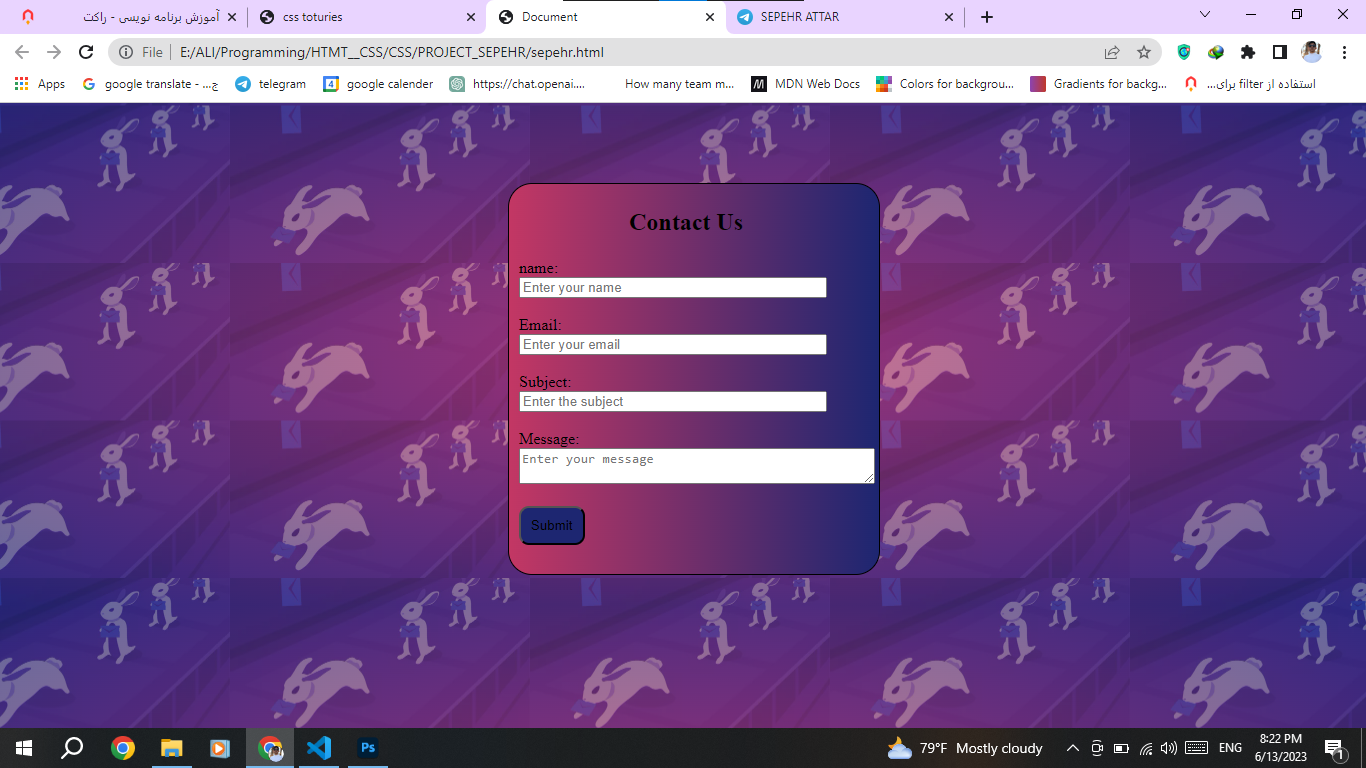 آموزش برنامه نویسی - راکت
css toturies
Document
SEPEHR ATTAR
File
E:/ALI/Programming/HTMT__CSS/CSS/PROJECT_SEPEHR/sepehr.html
Apps
google translate - ج...
telegram
google calender
https://chat.openai....
How many team m...
MDN Web Docs
Colors for backgrou...
Gradients for backg...
استفاده از filter برای...
Contact Us
name:
Enter your name
Email:
Enter your email
Subject:
Enter the subject
Message:
Enter your message
Submit
Ps
79°F Mostly cloudy
ENG
8:22 PM
6/13/2023
1